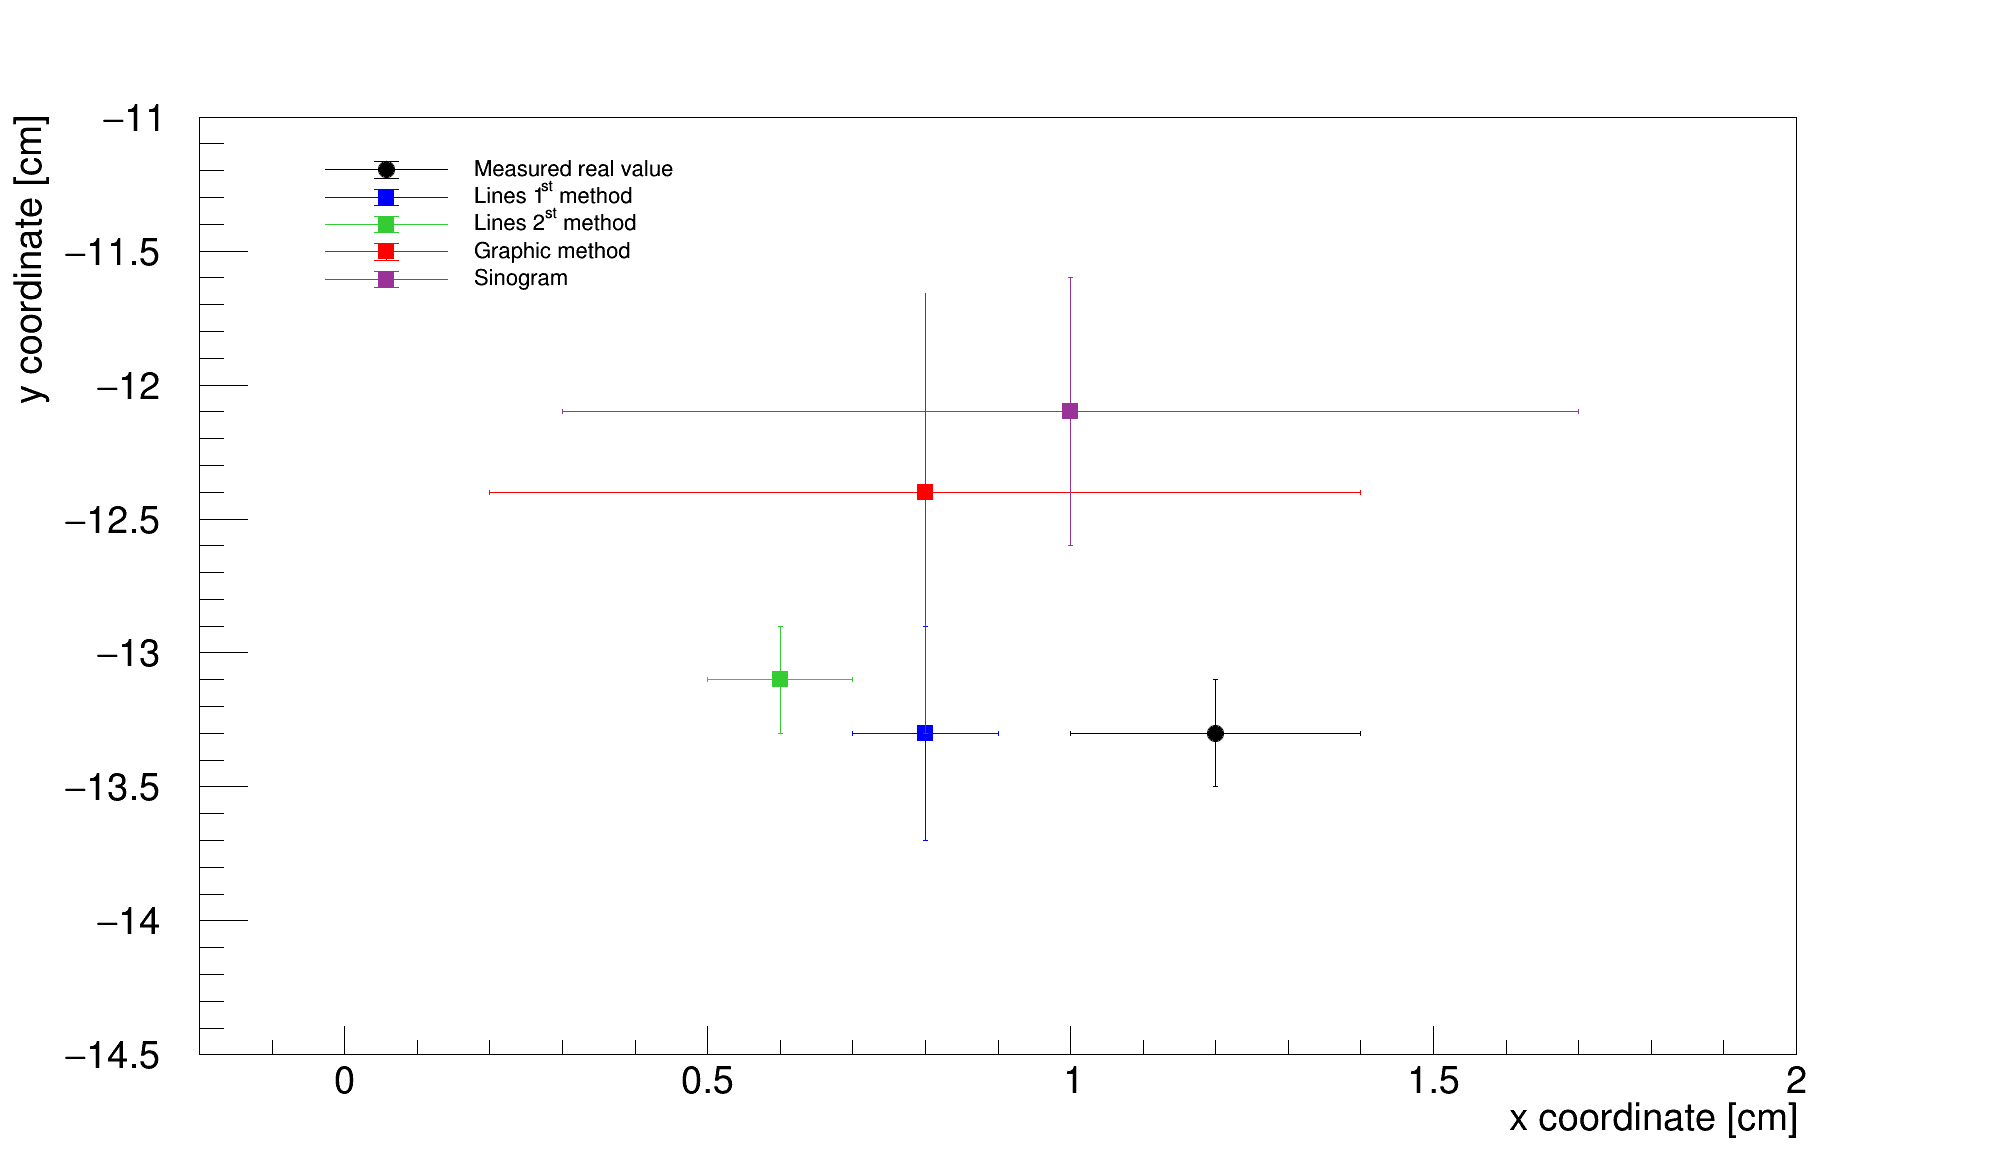 y coordinate [cm]
−11
−11.5
−12
−12.5
−13
−13.5
−14
−14.5
Measured real value
Lines 1st method
Lines 2st method
Graphic method
Sinogram
0 0.5 1 1.5 2
x coordinate [cm]